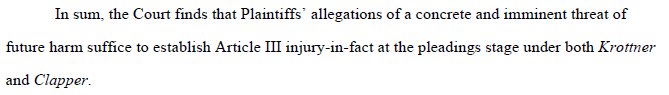 In sum, the Court finds that Plaintiffs’ allegations of a concrete and imminent threat of
future harm suffice to establish Article III injury-in-fact at the pleadings stage under both Krottner
and Clapper.